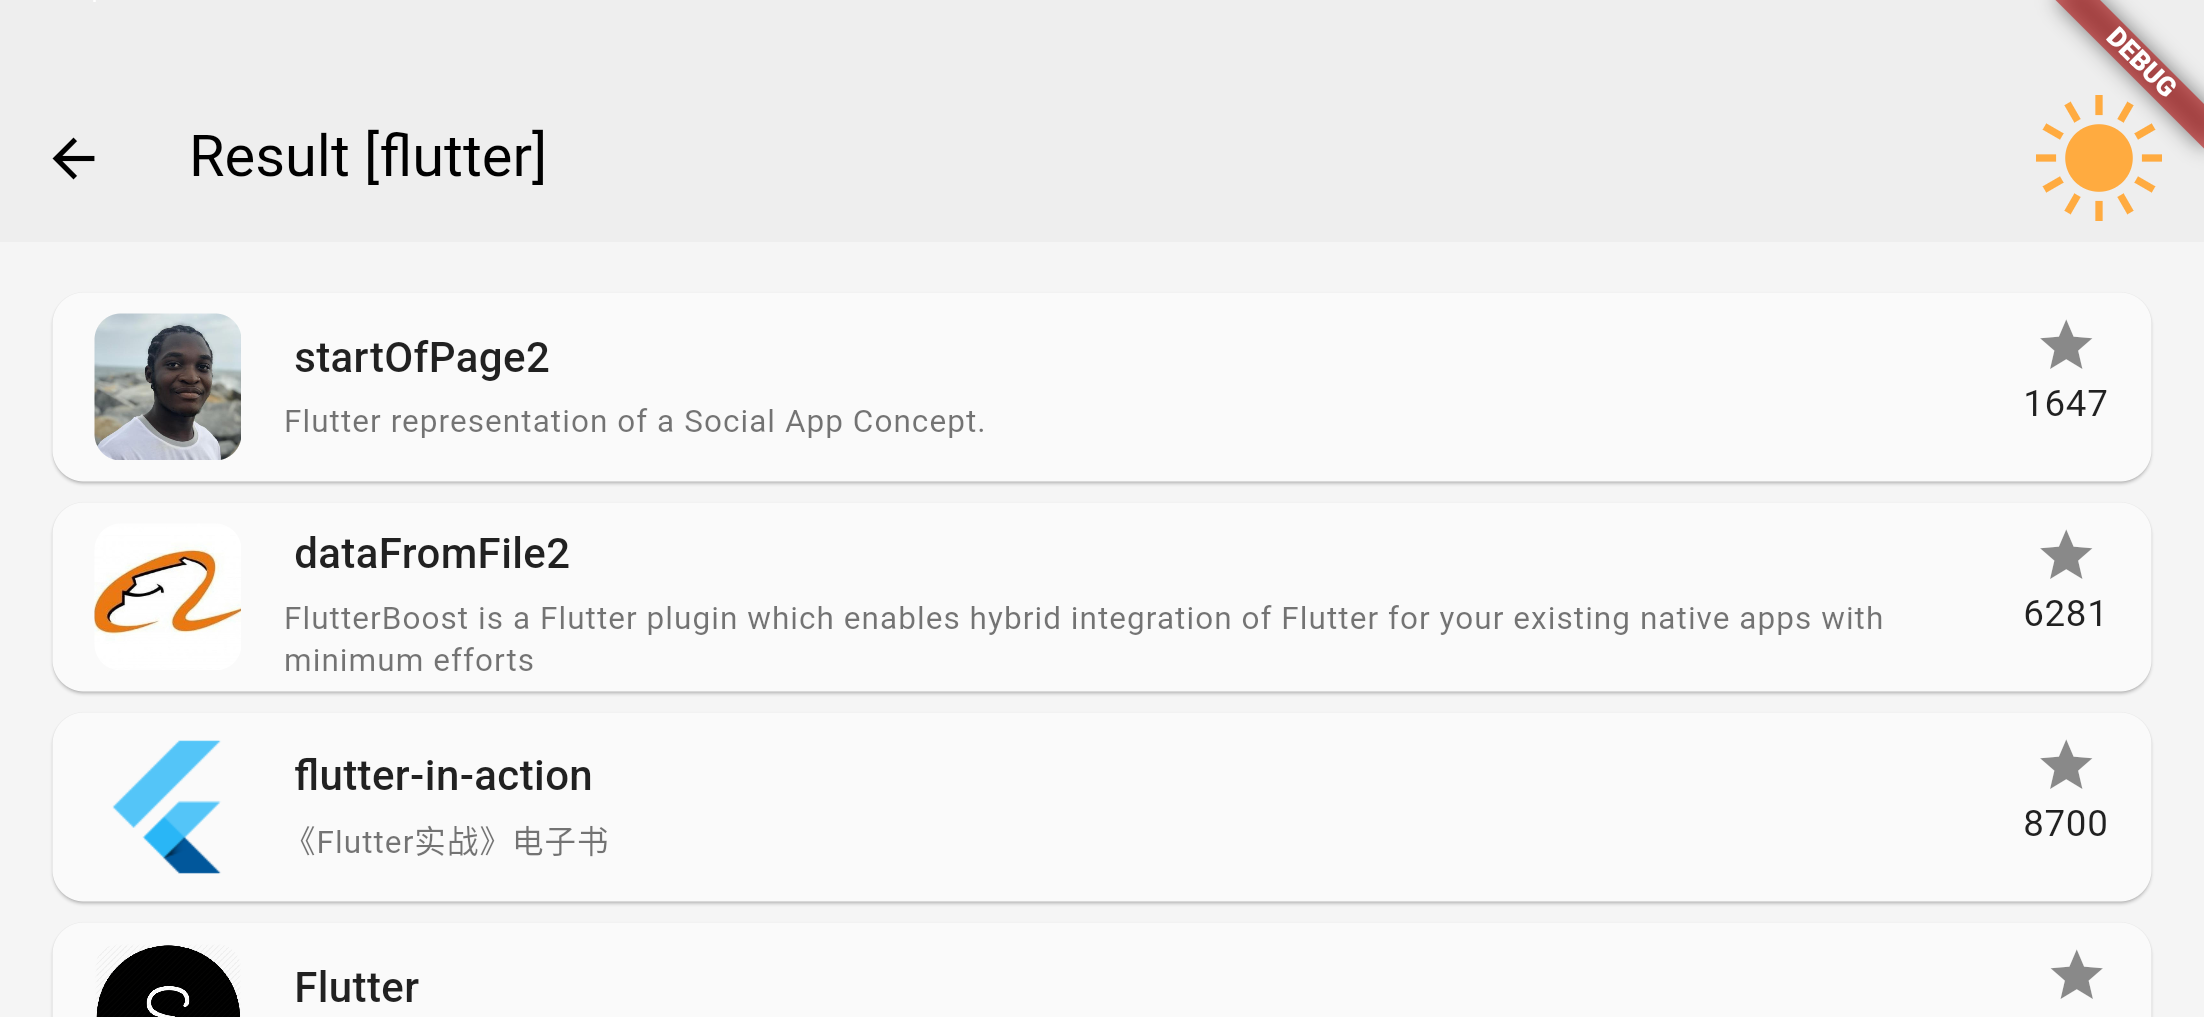 DEBUG
Result [flutter]
startOfPage2
1647
Flutter representation of a Social App Concept.
dataFromFile2
6281
FlutterBoost is a Flutter plugin which enables hybrid integration of Flutter for your existing native apps with
minimum efforts
flutter-in-action
8700
《Flutter实战》电子书
Flutter